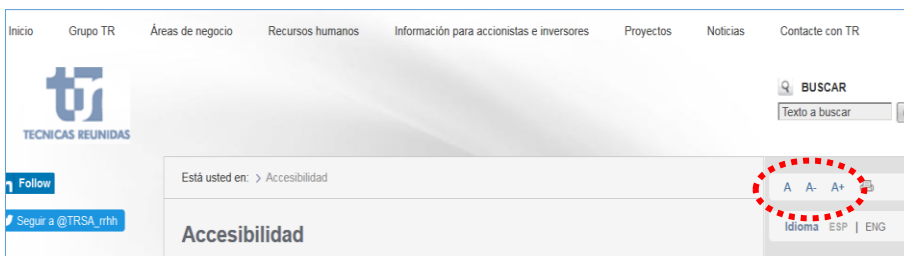 Inicio Grupo TR Áreas de negocio Recursos humanos Información para accionistas e inversores Proyectos Noticias Contacte con TR
tr
TECNICAS REUNIDAS
BUSCAR
Texto a buscar
Follow
Seguir a @TRSA_rrhh
Está usted en: > Accesibilidad
Accesibilidad
A A- A+
Idioma ESP | ENG